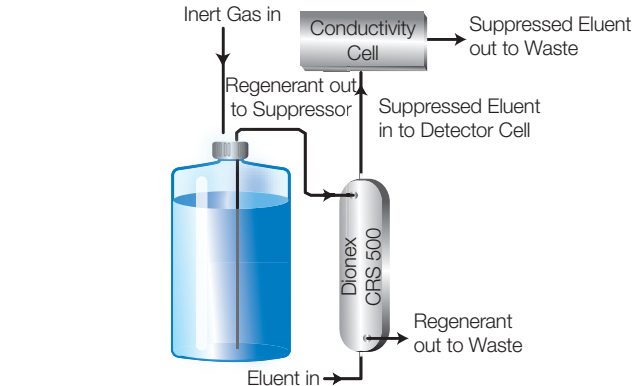 Inert Gas in
Conductivity
Cell
Suppressed Eluent
out to Waste
Regenerant out
to Suppressor
Suppressed Eluent
in to Detector Cell
Dionex
CRS 500
Regenerant
out to Waste
Eluent in